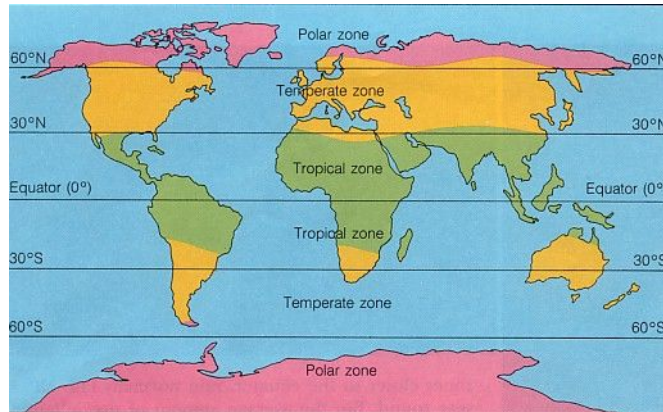 Polar zone
60°N
60°N
Temperate zone
30°N
30°N
Tropical zone
Equator (0°)
Equator (0°)
Tropical zone
30°S
30°S
Temperate zone
60°S
60°S
Polar zone